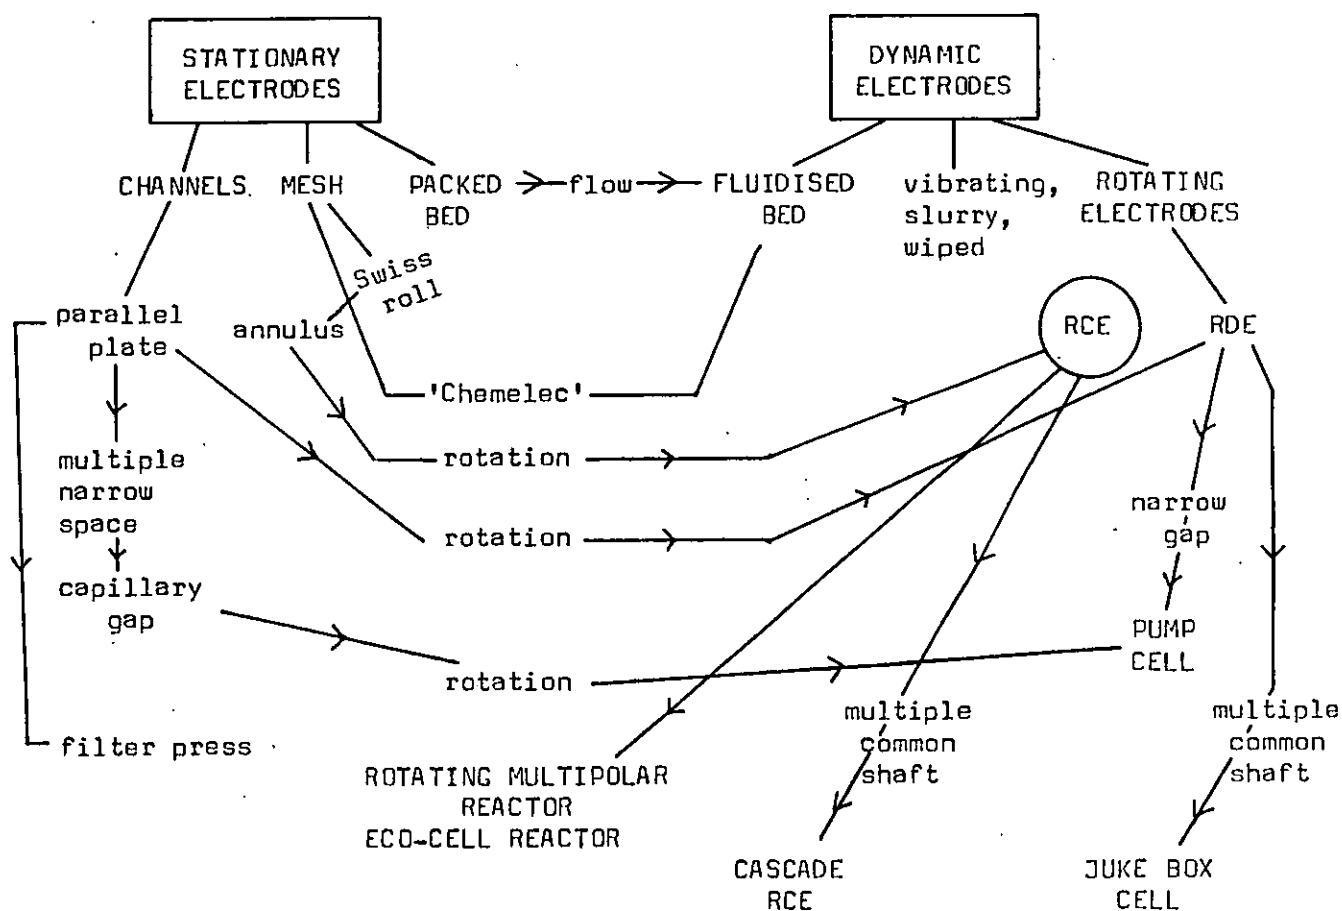 STATIONARY
ELECTRODES
DYNAMIC
ELECTRODES
CHANNELS.
MESH
PACKED
BED
flow
FLUIDISED
BED
vibrating,
slurry,
wiped
ROTATING
ELECTRODES
Swiss
roll
parallel
plate
annulus
RCE
RDE
'Chemelec'
rotation
multiple
narrow
space
narrow
gap
rotation
capillary
gap
PUMP
CELL
rotation
filter press
multiple
common
shaft
multiple
common
shaft
ROTATING MULTIPOLAR
REACTOR
ECO-CELL REACTOR
CASCADE
RCE
JUKE BOX
CELL